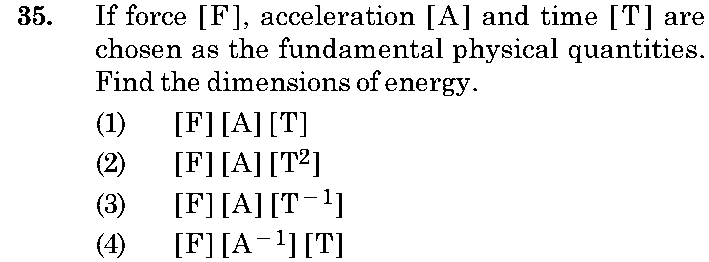 35. If force [F], acceleration [A] and time [T] are
chosen as the fundamental physical quantities.
Find the dimensions of energy.
(1) [F] [A] [T]
(2) [F] [A] [T²]
(3) [F] [A] [T⁻¹]
(4) [F] [A⁻¹] [T]